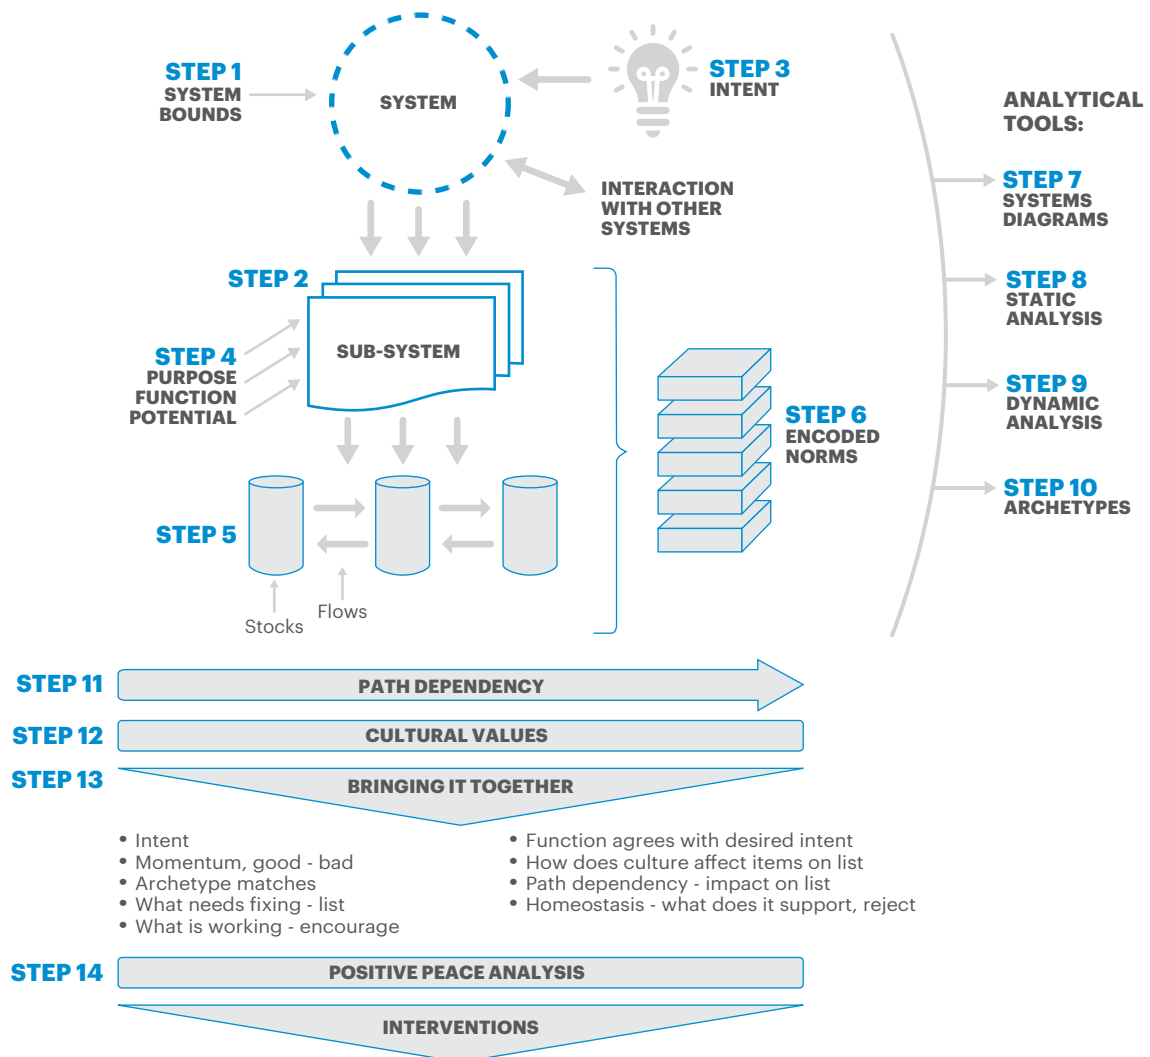 STEP 1
SYSTEM
BOUNDS
SYSTEM
STEP 3
INTENT
INTERACTION
WITH OTHER
SYSTEMS
STEP 2
SUB-SYSTEM
STEP 4
PURPOSE
FUNCTION
POTENTIAL
STEP 6
ENCODED
NORMS
STEP 5
Stocks
Flows
ANALYTICAL
TOOLS:
STEP 7
SYSTEMS
DIAGRAMS
STEP 8
STATIC
ANALYSIS
STEP 9
DYNAMIC
ANALYSIS
STEP 10
ARCHETYPES
STEP 11
PATH DEPENDENCY
STEP 12
CULTURAL VALUES
STEP 13
BRINGING IT TOGETHER
• Intent
• Momentum, good - bad
• Archetype matches
• What needs fixing - list
• What is working - encourage
• Function agrees with desired intent
• How does culture affect items on list
• Path dependency - impact on list
• Homeostasis - what does it support, reject
STEP 14
POSITIVE PEACE ANALYSIS
INTERVENTIONS